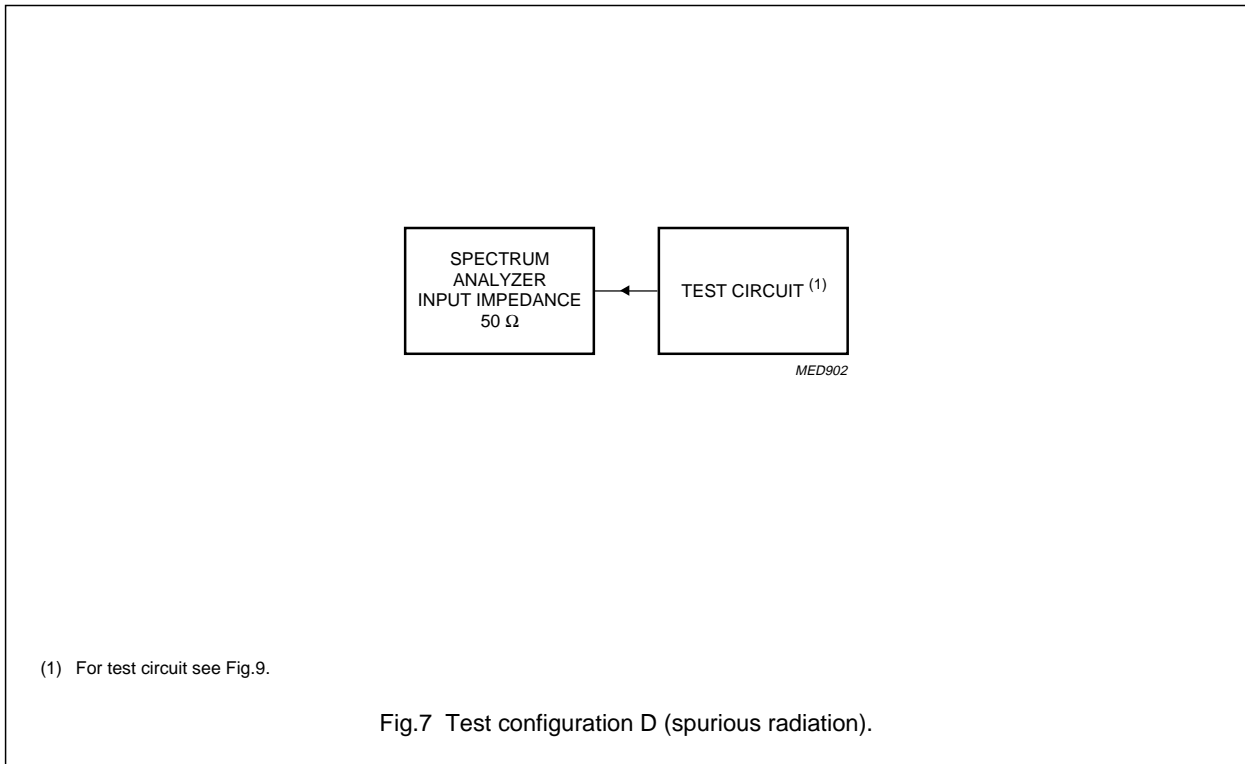 SPECTRUM
ANALYZER
INPUT IMPEDANCE
50 Ω
TEST CIRCUIT (1)
MED902
(1) For test circuit see Fig.9.
Fig.7 Test configuration D (spurious radiation).